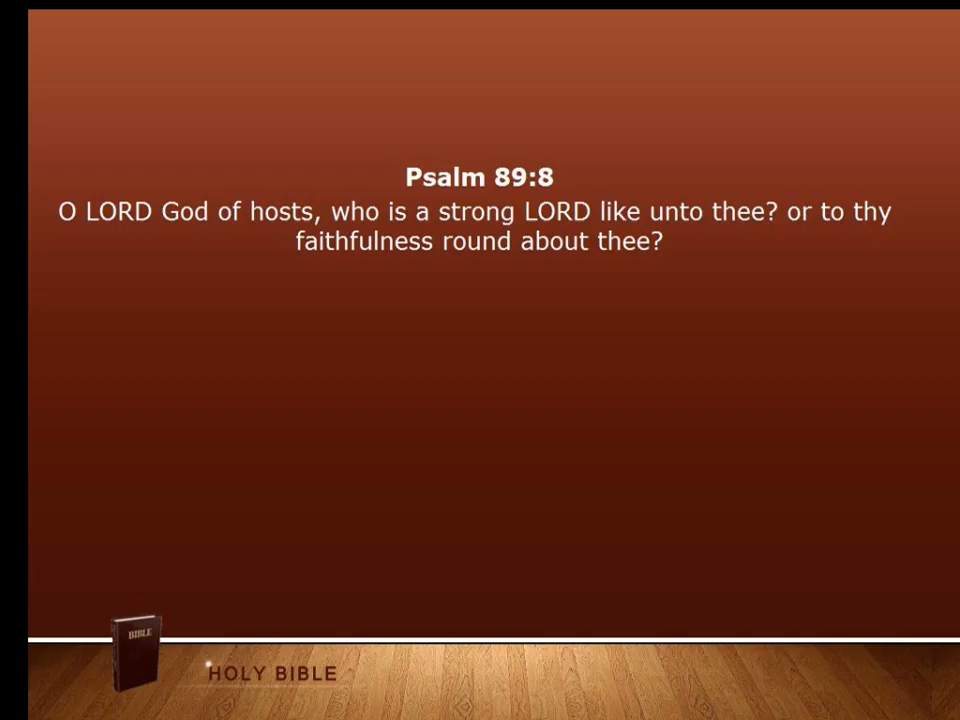 Psalm 89:8
O LORD God of hosts, who is a strong LORD like unto thee? or to thy
faithfulness round about thee?
BIBLE
HOLY BIBLE